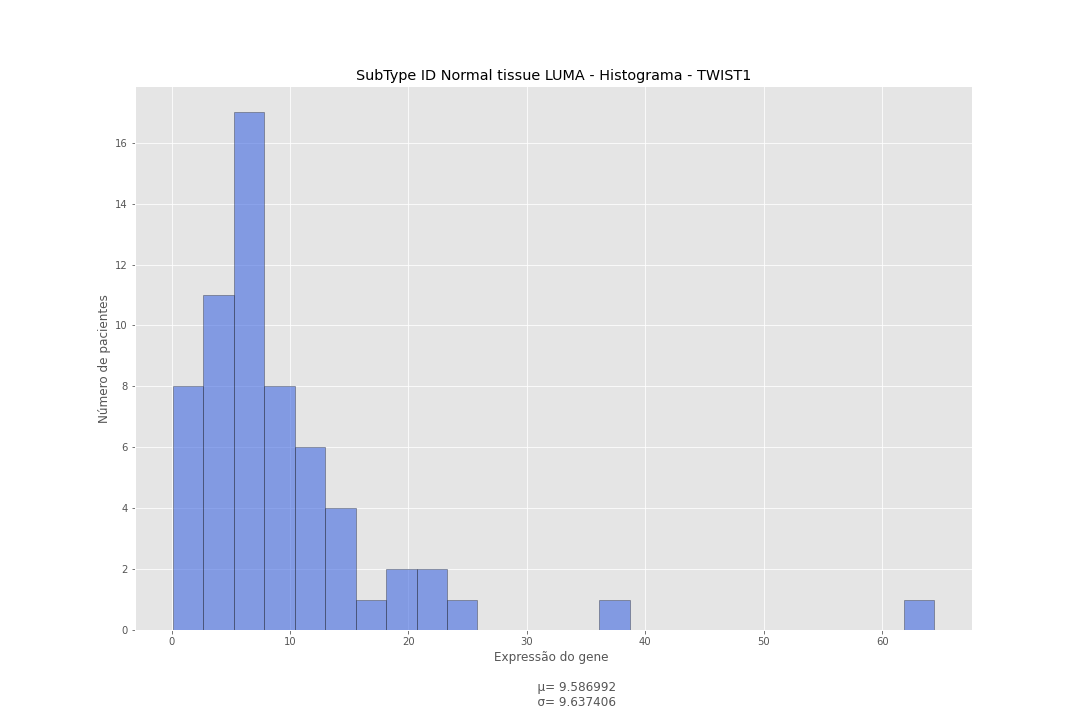 SubType ID Normal tissue LUMA - Histograma - TWIST1
16
14
12
10
8
6
4
2
0
Número de pacientes
0 10 20 30 40 50 60
Expressão do gene
μ= 9.586992
σ= 9.637406